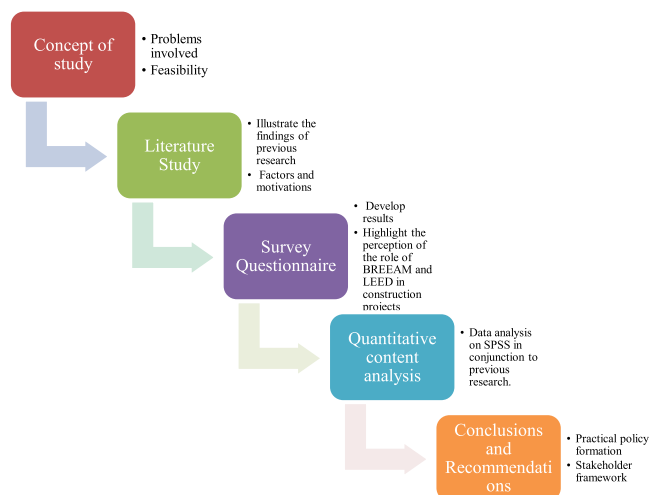 Concept of
study
• Problems
involved
• Feasibility
Literature
Study
• Illustrate the
findings of
previous
research
• Factors and
motivations
Survey
Questionnaire
• Develop
results
• Highlight the
perception of
the role of
BREEAM and
LEED in
construction
projects
Quantitative
content
analysis
• Data analysis
on SPSS in
conjunction to
previous
research.
Conclusions
and
Recommendati
ons
• Practical policy
formation
• Stakeholder
framework